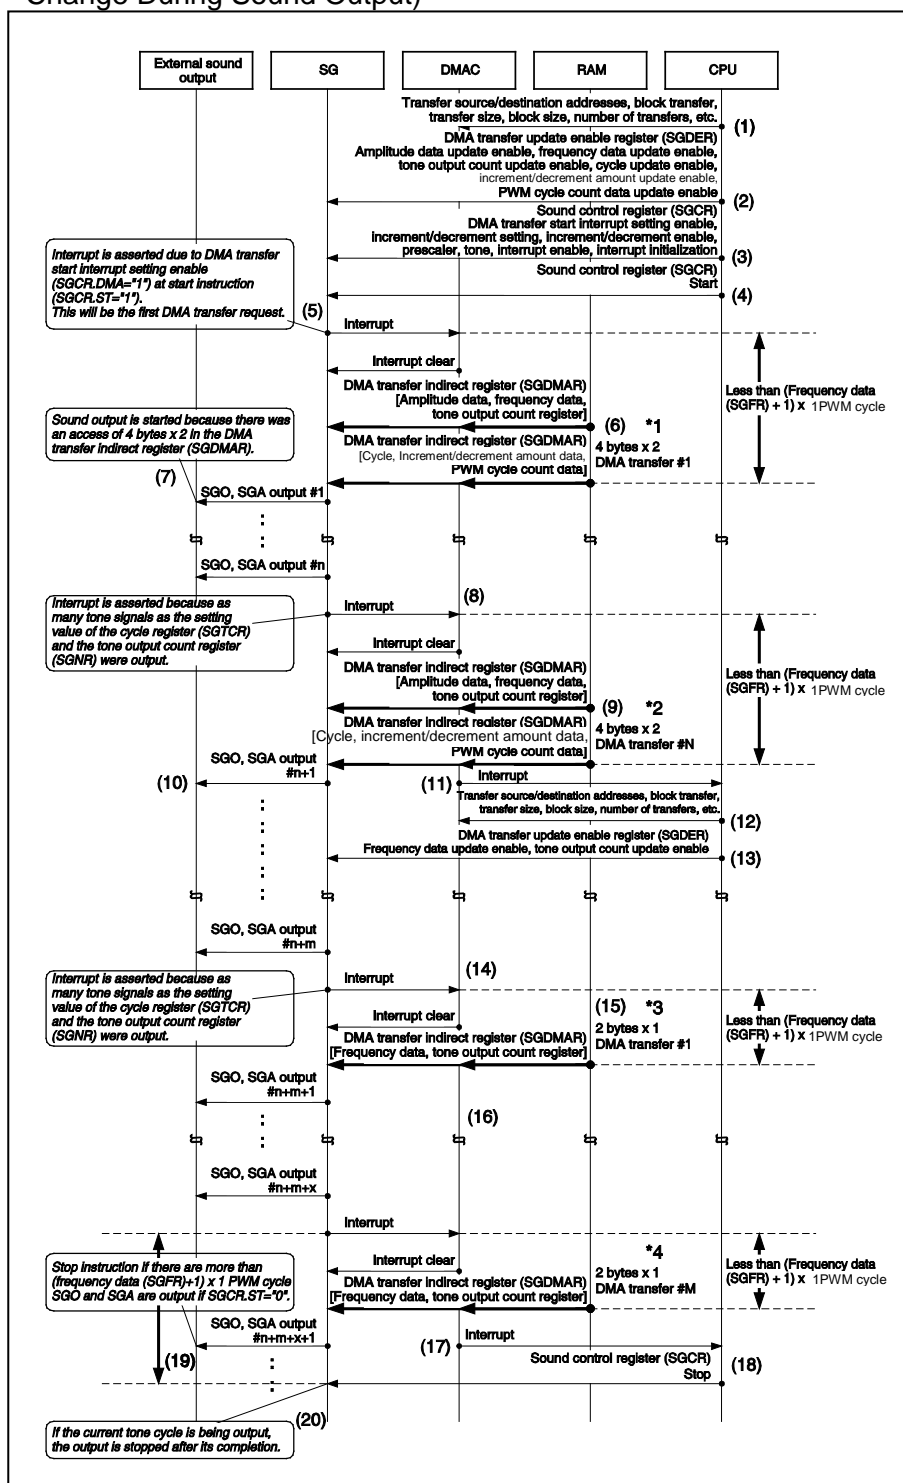 Change During Sound Output)
External sound
output
SG
DMAC
RAM
CPU
Transfer source/destination addresses, block transfer,
transfer size, block size, number of transfers, etc.
(1)
DMA transfer update enable register (SGDER)
Amplitude data update enable, frequency data update enable,
tone output count update enable, cycle update enable,
increment/decrement amount update enable,
PWM cycle count data update enable
(2)
Sound control register (SGCR)
DMA transfer start interrupt setting enable,
increment/decrement setting, increment/decrement enable,
prescaler, tone, interrupt enable, interrupt initialization
(3)
Sound control register (SGCR)
Start
(4)
Interrupt is asserted due to DMA transfer
start interrupt setting enable
(SGCR.DMA="1") at start instruction
(SGCR.ST="1").
This will be the first DMA transfer request.
(5)
Interrupt
Interrupt clear
DMA transfer indirect register (SGDMAR)
[Amplitude data, frequency data,
tone output count register]
(6) *1
4 bytes x 2
DMA transfer #1
Less than (Frequency data
(SGFR) + 1) x 1PWM cycle
DMA transfer indirect register (SGDMAR)
[Cycle, Increment/decrement amount data,
PWM cycle count data]
Sound output is started because there was
an access of 4 bytes x 2 in the DMA
transfer indirect register (SGDMAR).
(7)
SGO, SGA output #1
SGO, SGA output #n
Interrupt is asserted because as
many tone signals as the setting
value of the cycle register (SGTCR)
and the tone output count register
(SGNR) were output.
Interrupt
(8)
Interrupt clear
DMA transfer indirect register (SGDMAR)
[Amplitude data, frequency data,
tone output count register]
(9) *2
4 bytes x 2
DMA transfer #N
Less than (Frequency data
(SGFR) + 1) x 1PWM cycle
DMA transfer indirect register (SGDMAR)
[Cycle, increment/decrement amount data,
PWM cycle count data]
(10)
SGO, SGA output
#n+1
(11)
Interrupt
Transfer source/destination addresses, block transfer,
transfer size, block size, number of transfers, etc.
(12)
DMA transfer update enable register (SGDER)
Frequency data update enable, tone output count update enable
(13)
SGO, SGA output
#n+m
Interrupt is asserted because as
many tone signals as the setting
value of the cycle register (SGTCR)
and the tone output count register
(SGNR) were output.
Interrupt
(14)
Interrupt clear
(15) *3
2 bytes x 1
DMA transfer #1
Less than (Frequency data
(SGFR) + 1) x 1PWM cycle
DMA transfer indirect register (SGDMAR)
[Frequency data, tone output count register]
SGO, SGA output
#n+m+1
(16)
SGO, SGA output
#n+m+x
Interrupt
Interrupt clear
*4
2 bytes x 1
DMA transfer #M
Less than (Frequency data
(SGFR) + 1) x 1PWM cycle
Stop instruction If there are more than
(frequency data (SGFR)+1) x 1 PWM cycle
SGO and SGA are output if SGCR.ST="0".
DMA transfer indirect register (SGDMAR)
[Frequency data, tone output count register]
SGO, SGA output
#n+m+x+1
(17)
Interrupt
Sound control register (SGCR)
Stop
(18)
(19)
(20)
If the current tone cycle is being output,
the output is stopped after its completion.